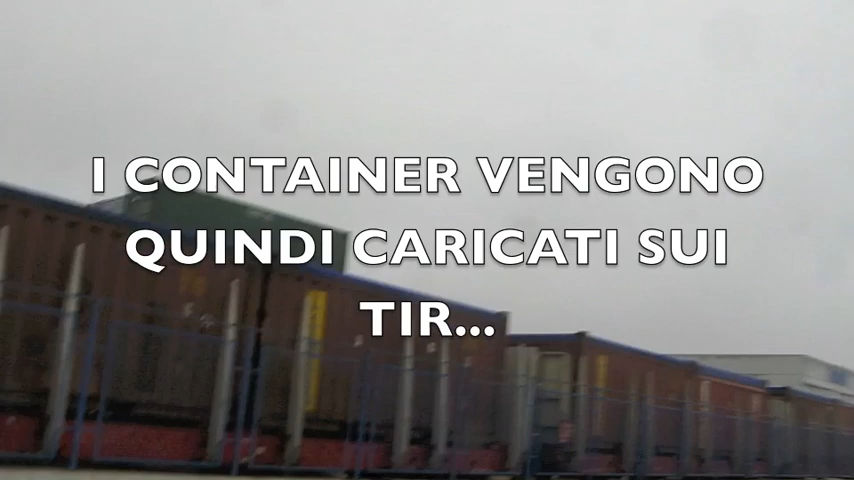 I CONTAINER VENGONO
QUINDI CARICATI SUI
TIR...